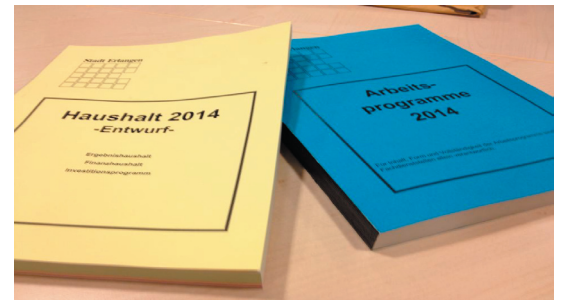 Stadt Erlangen
Haushalt 2014
-Entwurf-
Ergebnishaushalt
Finanzhaushalt
Investitionsprogramm
Arbeits-
programme
2014